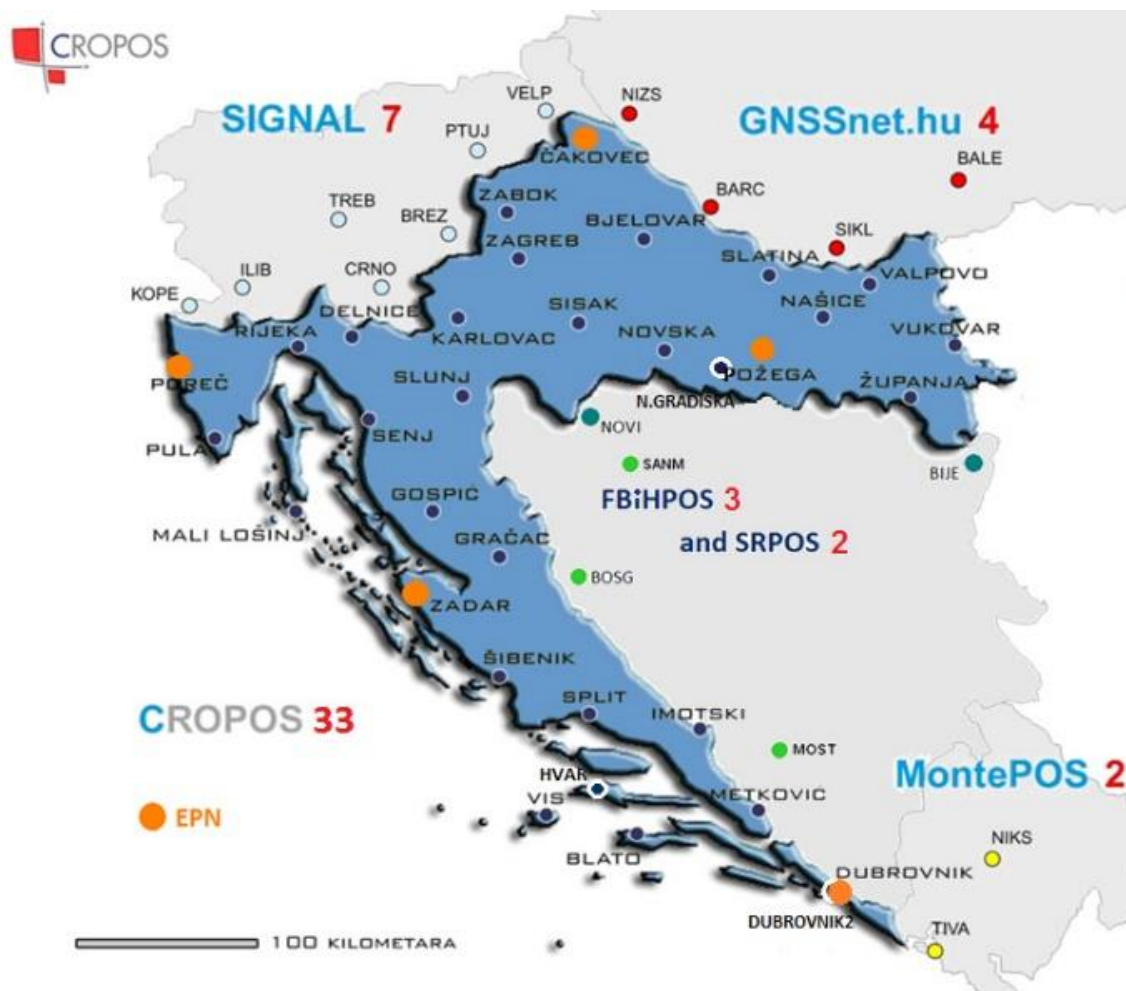 CROPOS
SIGNAL 7
VELP
NIZS
GNSSnet.hu 4
PTUJ
ČAKOVEC
BALE
TREB
ZABOK
BARC
BREZ
BJELOVAR
ZAGREB
SIKL
SLATINA
ILIB
CRNO
VALPOVO
KOPE
DELNICE
SISAK
NAŠICE
RIJEKA
KARLOVAC
NOVSKA
VUKOVAR
POREČ
SLUNJ
POŽEGA
ŽUPANJA
N.GRADIŠKA
NOVI
SENJ
PULA
SANM
BIJE
GOSPIĆ
FBiHPOS 3
MALI LOŠINJ
GRAČAC
and SRPOS 2
BOSG
ZADAR
ŠIBENIK
SPLIT
IMOTSKI
CROPOS 33
MOST
HVAR
MontePOS 2
VIS
METKOVIĆ
EPN
NIKS
BLATO
DUBROVNIK
DUBROVNIK2
TIVA
100 KILOMETARA